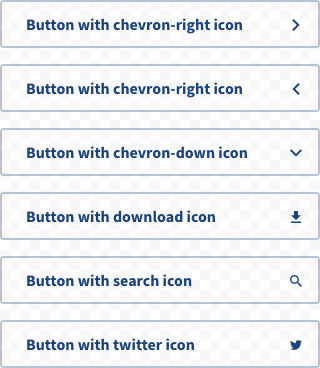 Button with chevron-right icon
Button with chevron-right icon
Button with chevron-down icon
Button with download icon
Button with search icon
Button with twitter icon